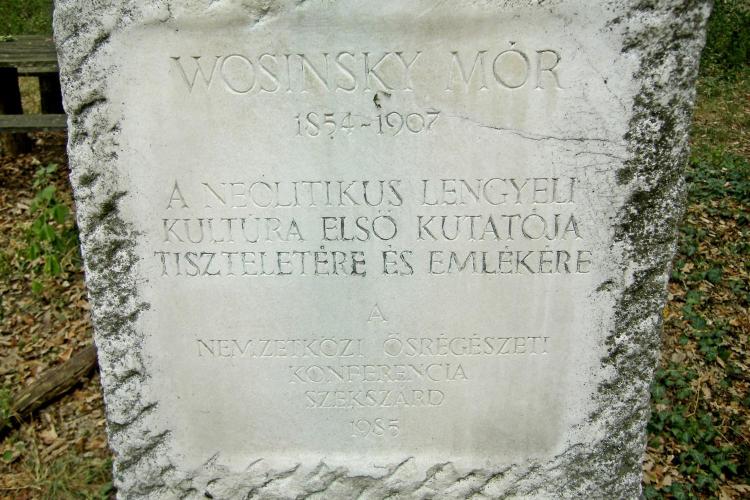 WOSINSKY MÓR
1854-1907
A NEOLITIKUS LENGYELI
KULTÚRA ELSŐ KUTATÓJA
TISZTELETÉRE ÉS EMLÉKÉRE
A
NEMZETKÖZI ŐSRÉGÉSZETI
KONFERENCIA
SZEKSZÁRD
1985